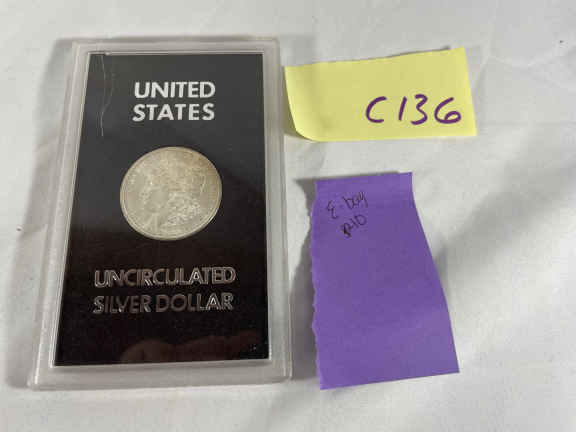 UNITED
STATES
UNCIRCULATED
SILVER DOLLAR
C136
E-bay